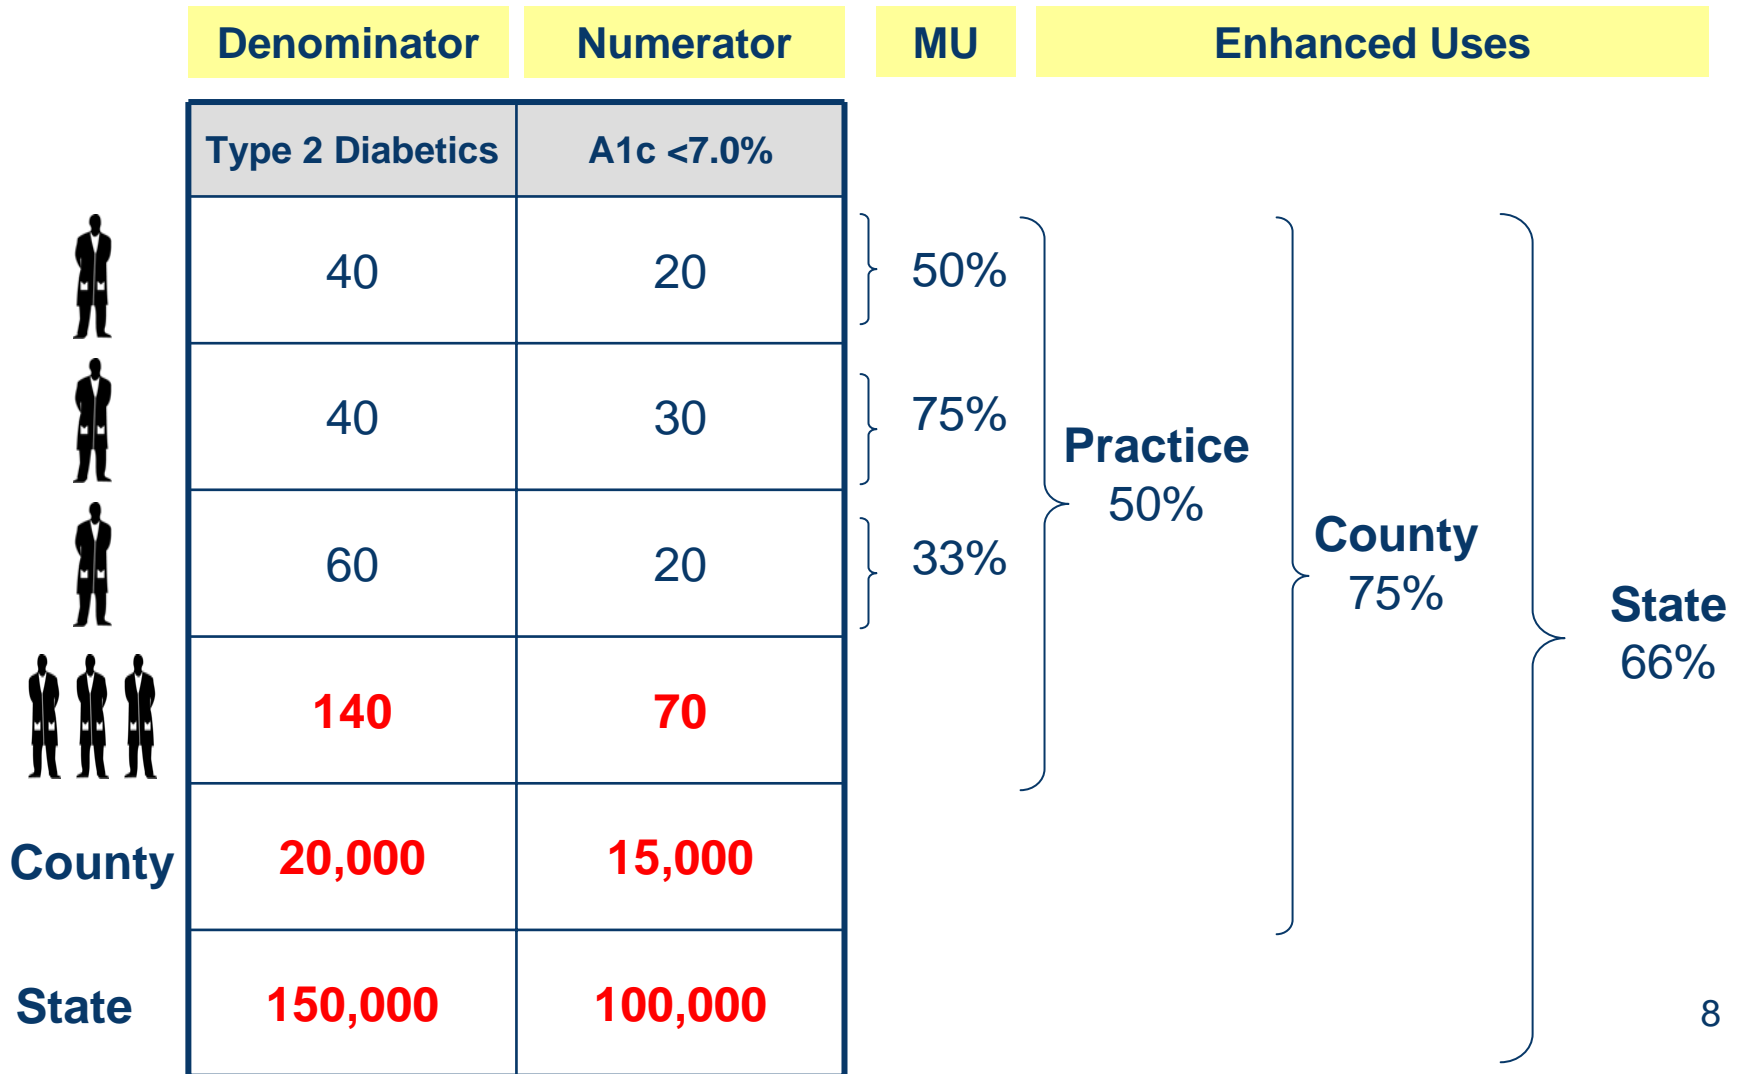 Denominator Numerator MU Enhanced Uses
Type 2 Diabetics A1c <7.0%
40 20 50%
40 30 75%
Practice
50%
60 20 33%
County
75%
State
66%
140 70
County 20,000 15,000
State 150,000 100,000
8